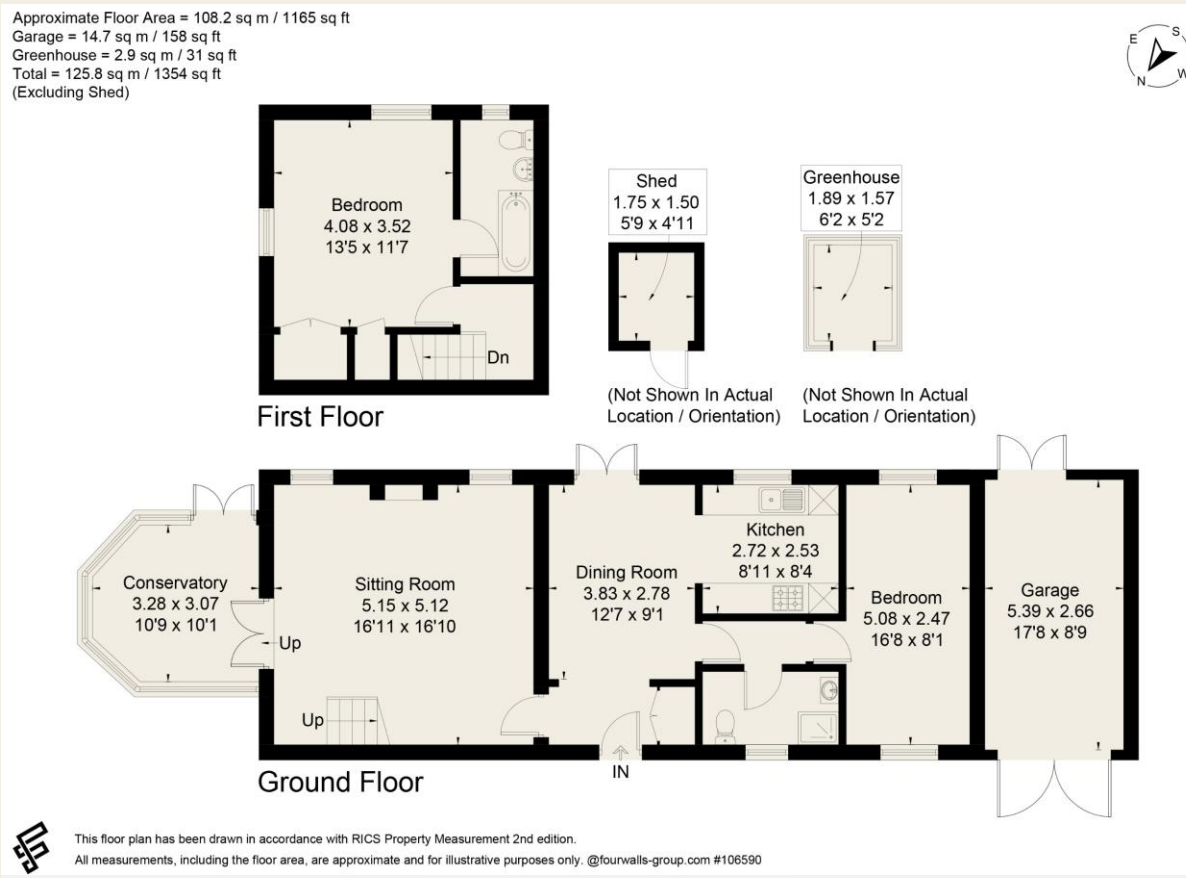 Approximate Floor Area = 108.2 sq m / 1165 sq ft
Garage = 14.7 sq m / 158 sq ft
Greenhouse = 2.9 sq m / 31 sq ft
Total = 125.8 sq m / 1354 sq ft
(Excluding Shed)
E
S
N
W
Bedroom
4.08 x 3.52
13'5 x 11'7
Dn
First Floor
Shed
1.75 x 1.50
5'9 x 4'11
(Not Shown In Actual
Location / Orientation)
Greenhouse
1.89 x 1.57
6'2 x 5'2
(Not Shown In Actual
Location / Orientation)
Conservatory
3.28 x 3.07
10'9 x 10'1
Up
Sitting Room
5.15 x 5.12
16'11 x 16'10
Up
Dining Room
3.83 x 2.78
12'7 x 9'1
Kitchen
2.72 x 2.53
8'11 x 8'4
Bedroom
5.08 x 2.47
16'8 x 8'1
Garage
5.39 x 2.66
17'8 x 8'9
IN
Ground Floor
This floor plan has been drawn in accordance with RICS Property Measurement 2nd edition.
All measurements, including the floor area, are approximate and for illustrative purposes only. @fourwalls-group.com #106590